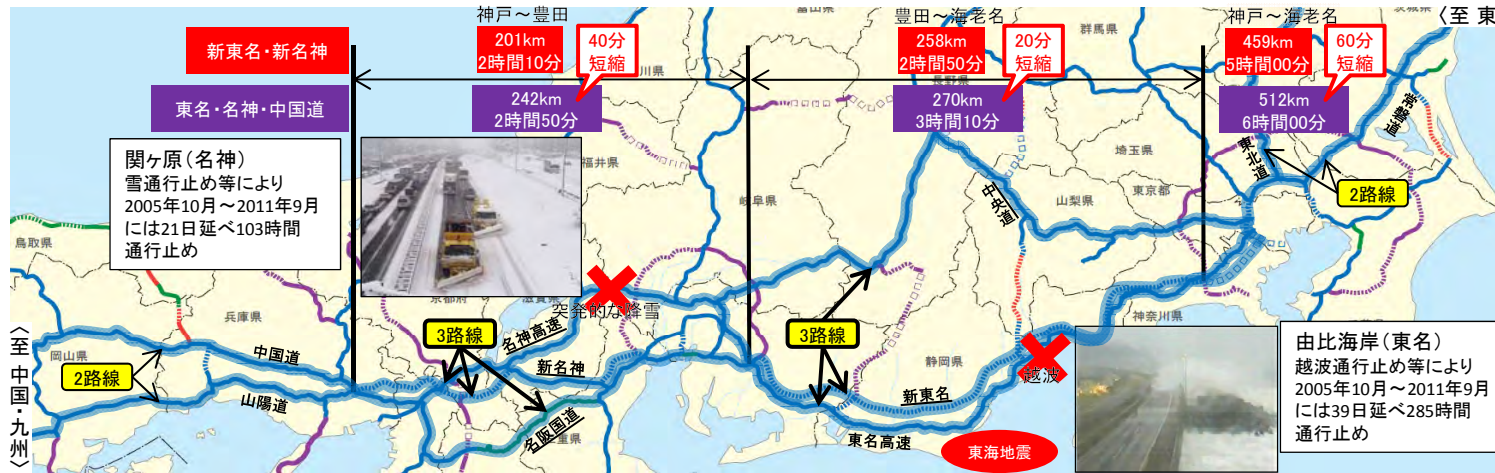 神戸～豊田
豊田～海老名
神戸～海老名
〈至 東
新東名・新名神
201km
2時間10分
40分
短縮
258km
2時間50分
20分
短縮
459km
5時間00分
60分
短縮
東名・名神・中国道
242km
2時間50分
270km
3時間10分
512km
6時間00分
富山県
群馬県
茨城県
川県
長野県
福井県
岐阜県
埼玉県
東京都
山梨県
神奈川県
静岡県
鳥取県
兵庫県
岡山県
京都府
滋賀県
重県
関ヶ原（名神）
雪通行止め等により
2005年10月～2011年9月
には21日延べ103時間
通行止め
常磐道
東北道
2路線
中央道
突発的な降雪
3路線
名神高速
新名神
名阪国道
3路線
新東名
東名高速
越波
東海地震
中国道
山陽道
2路線
〈至 中国・九州〉
由比海岸（東名）
越波通行止め等により
2005年10月～2011年9月
には39日延べ285時間
通行止め